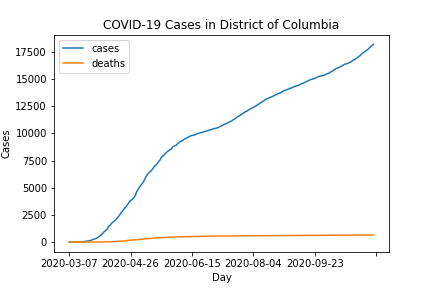 COVID-19 Cases in District of Columbia
cases
deaths
17500
15000
12500
10000
7500
5000
2500
0
Cases
2020-03-07 2020-04-26 2020-06-15 2020-08-04 2020-09-23
Day